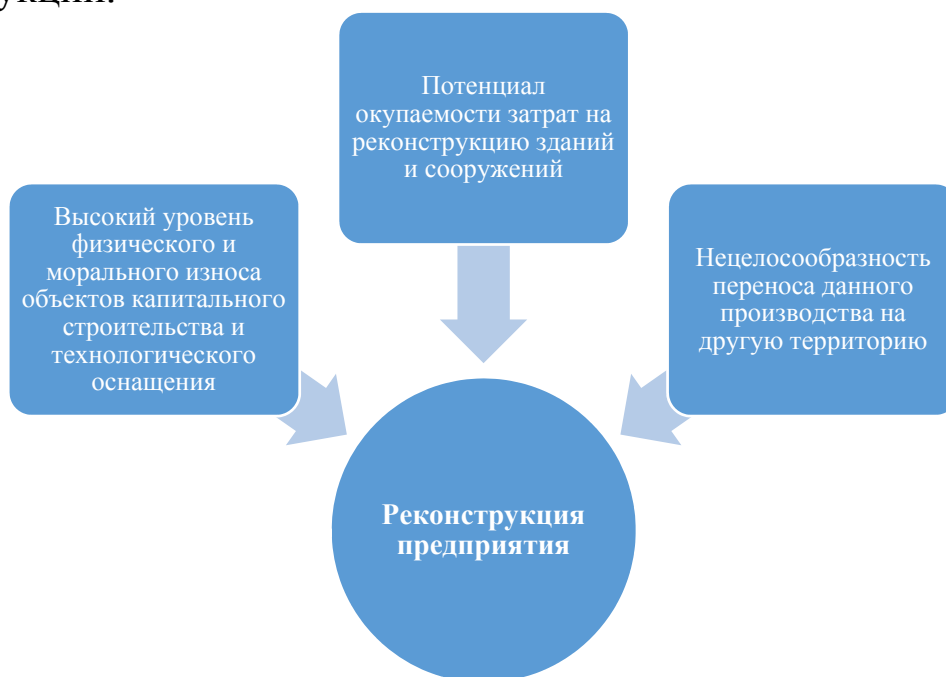 укции.
Потенциал
окупаемости затрат на
реконструкцию зданий
и сооружений
Высокий уровень
физического и
морального износа
объектов капитального
строительства и
технологического
оснащения
Нецелосообразность
переноса данного
производства на
другую территорию
Реконструкция
предприятия